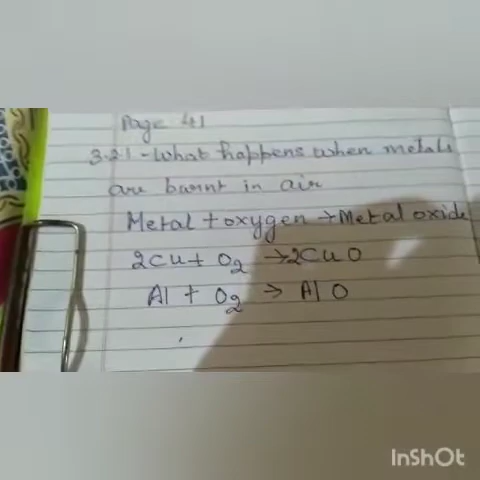 Page 41
3.2.1 - What happens when metals
are burnt in air
Metal + oxygen → Metal oxide
2Cu + O2 → 2CuO
Al + O2 → Al O
InShOt